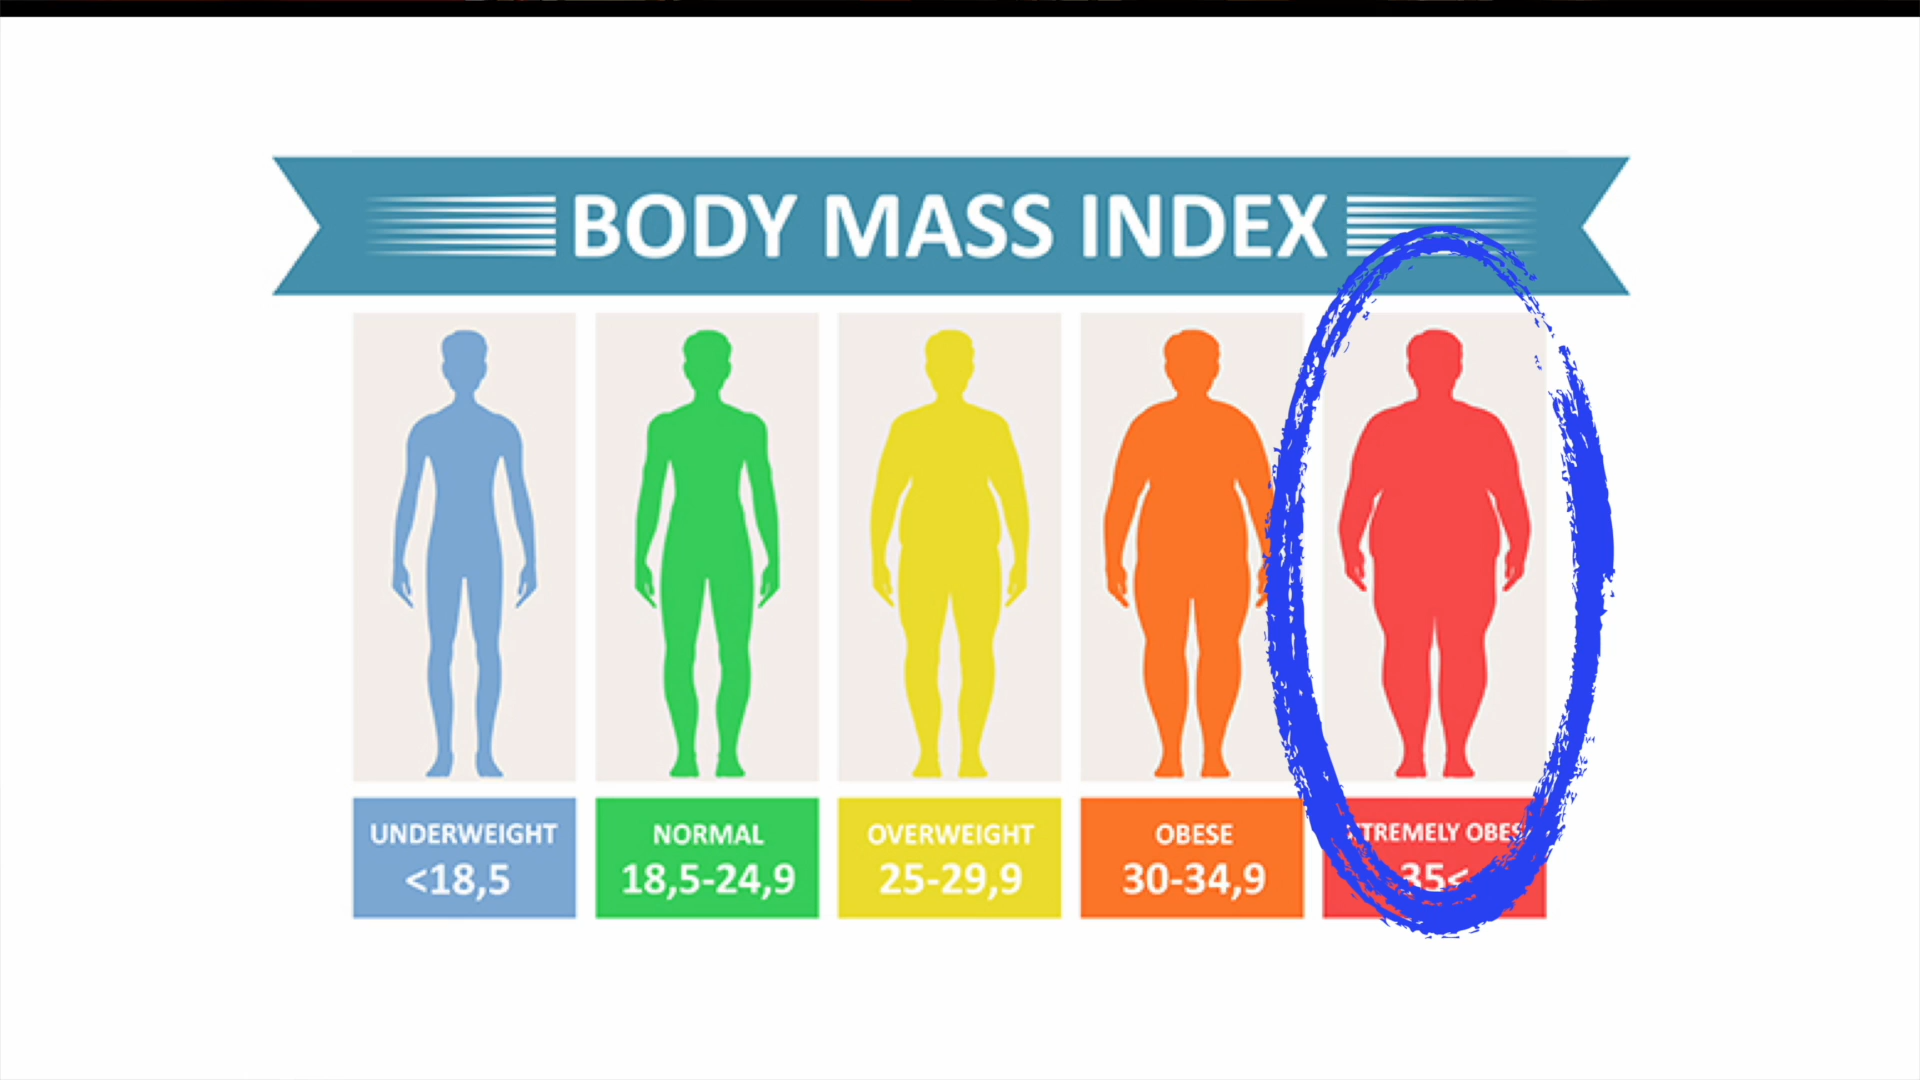 BODY MASS INDEX
UNDERWEIGHT
<18,5
NORMAL
18,5-24,9
OVERWEIGHT
25-29,9
OBESE
30-34,9
35<